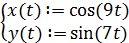 x(t) := cos(9t)
y(t) := sin(7t)